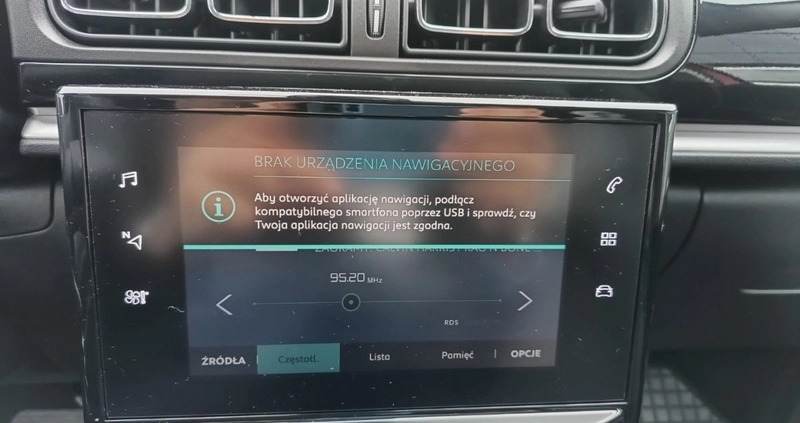 BRAK URZĄDZENIA NAWIGACYJNEGO
Aby otworzyć aplikację nawigacji, podłącz
kompatybilnego smartfona poprzez USB i sprawdź, czy
Twoja aplikacja nawigacji jest zgodna.
95.20 MHz
RDS
ŻRÓDŁA
Częstotl.
Lista
Pamięć
OPCJE
N